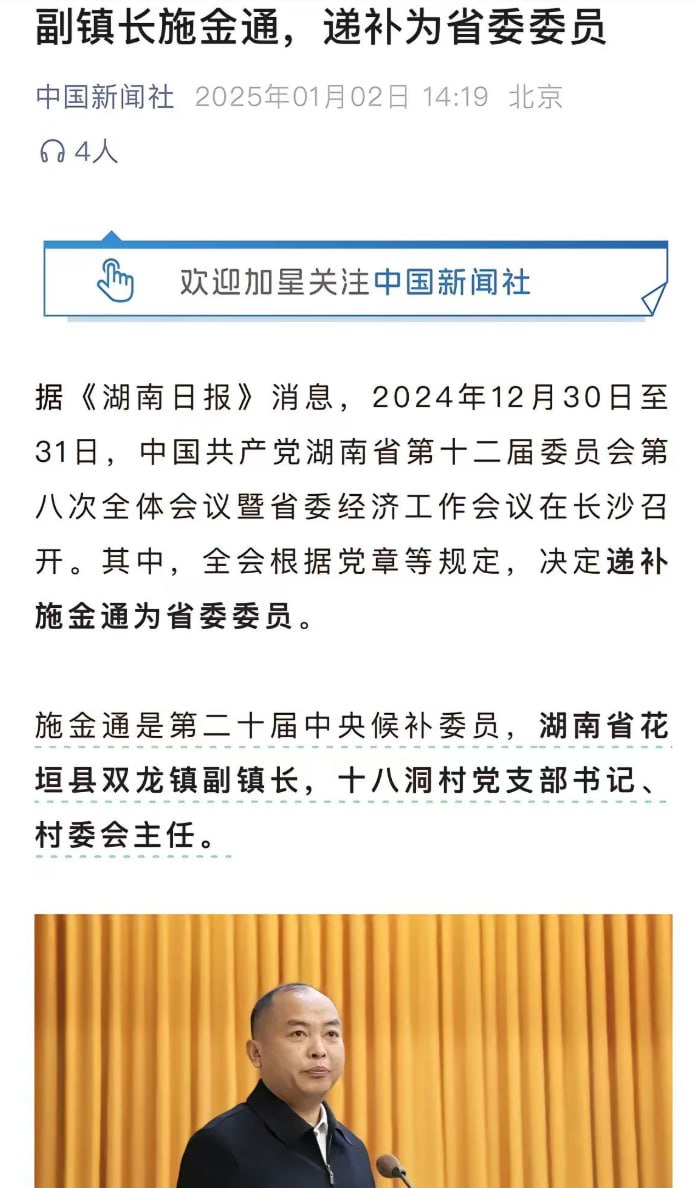 副镇长施金通，递补为省委委员
中国新闻社 2025年01月02日 14:19 北京
4人
欢迎加星关注中国新闻社
据《湖南日报》消息，2024年12月30日至
31日，中国共产党湖南省第十二届委员会第
八次全体会议暨省委经济工作会议在长沙召
开。其中，全会根据党章等规定，决定递补
施金通为省委委员。
施金通是第二十届中央候补委员，湖南省花
垣县双龙镇副镇长，十八洞村党支部书记、
村委会主任。